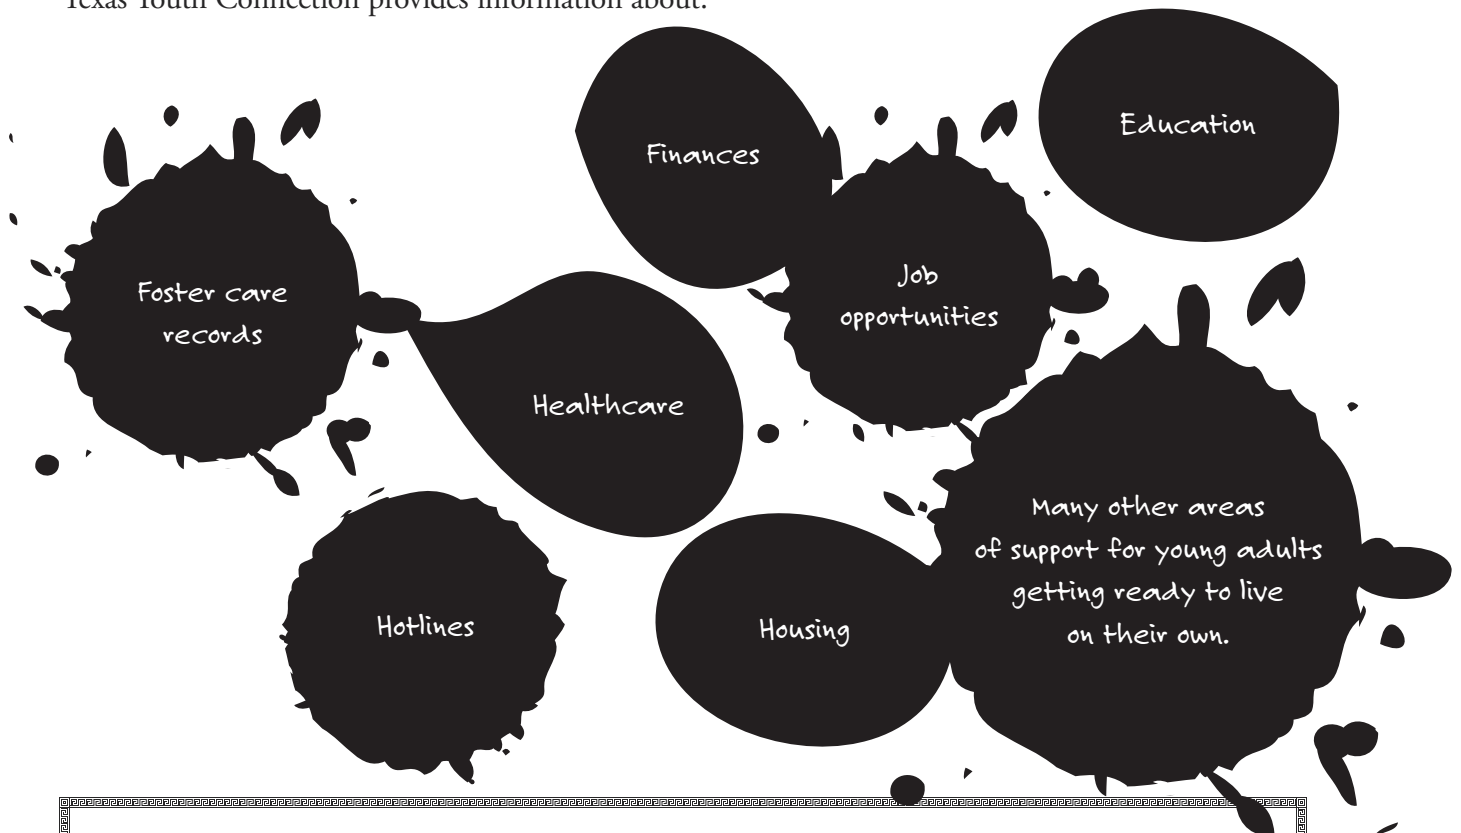 Texas Youth Connection provides information about:
Finances
Education
Foster care
records
Job
opportunities
Healthcare
Many other areas
of support for young adults
getting ready to live
on their own.
Hotlines
Housing